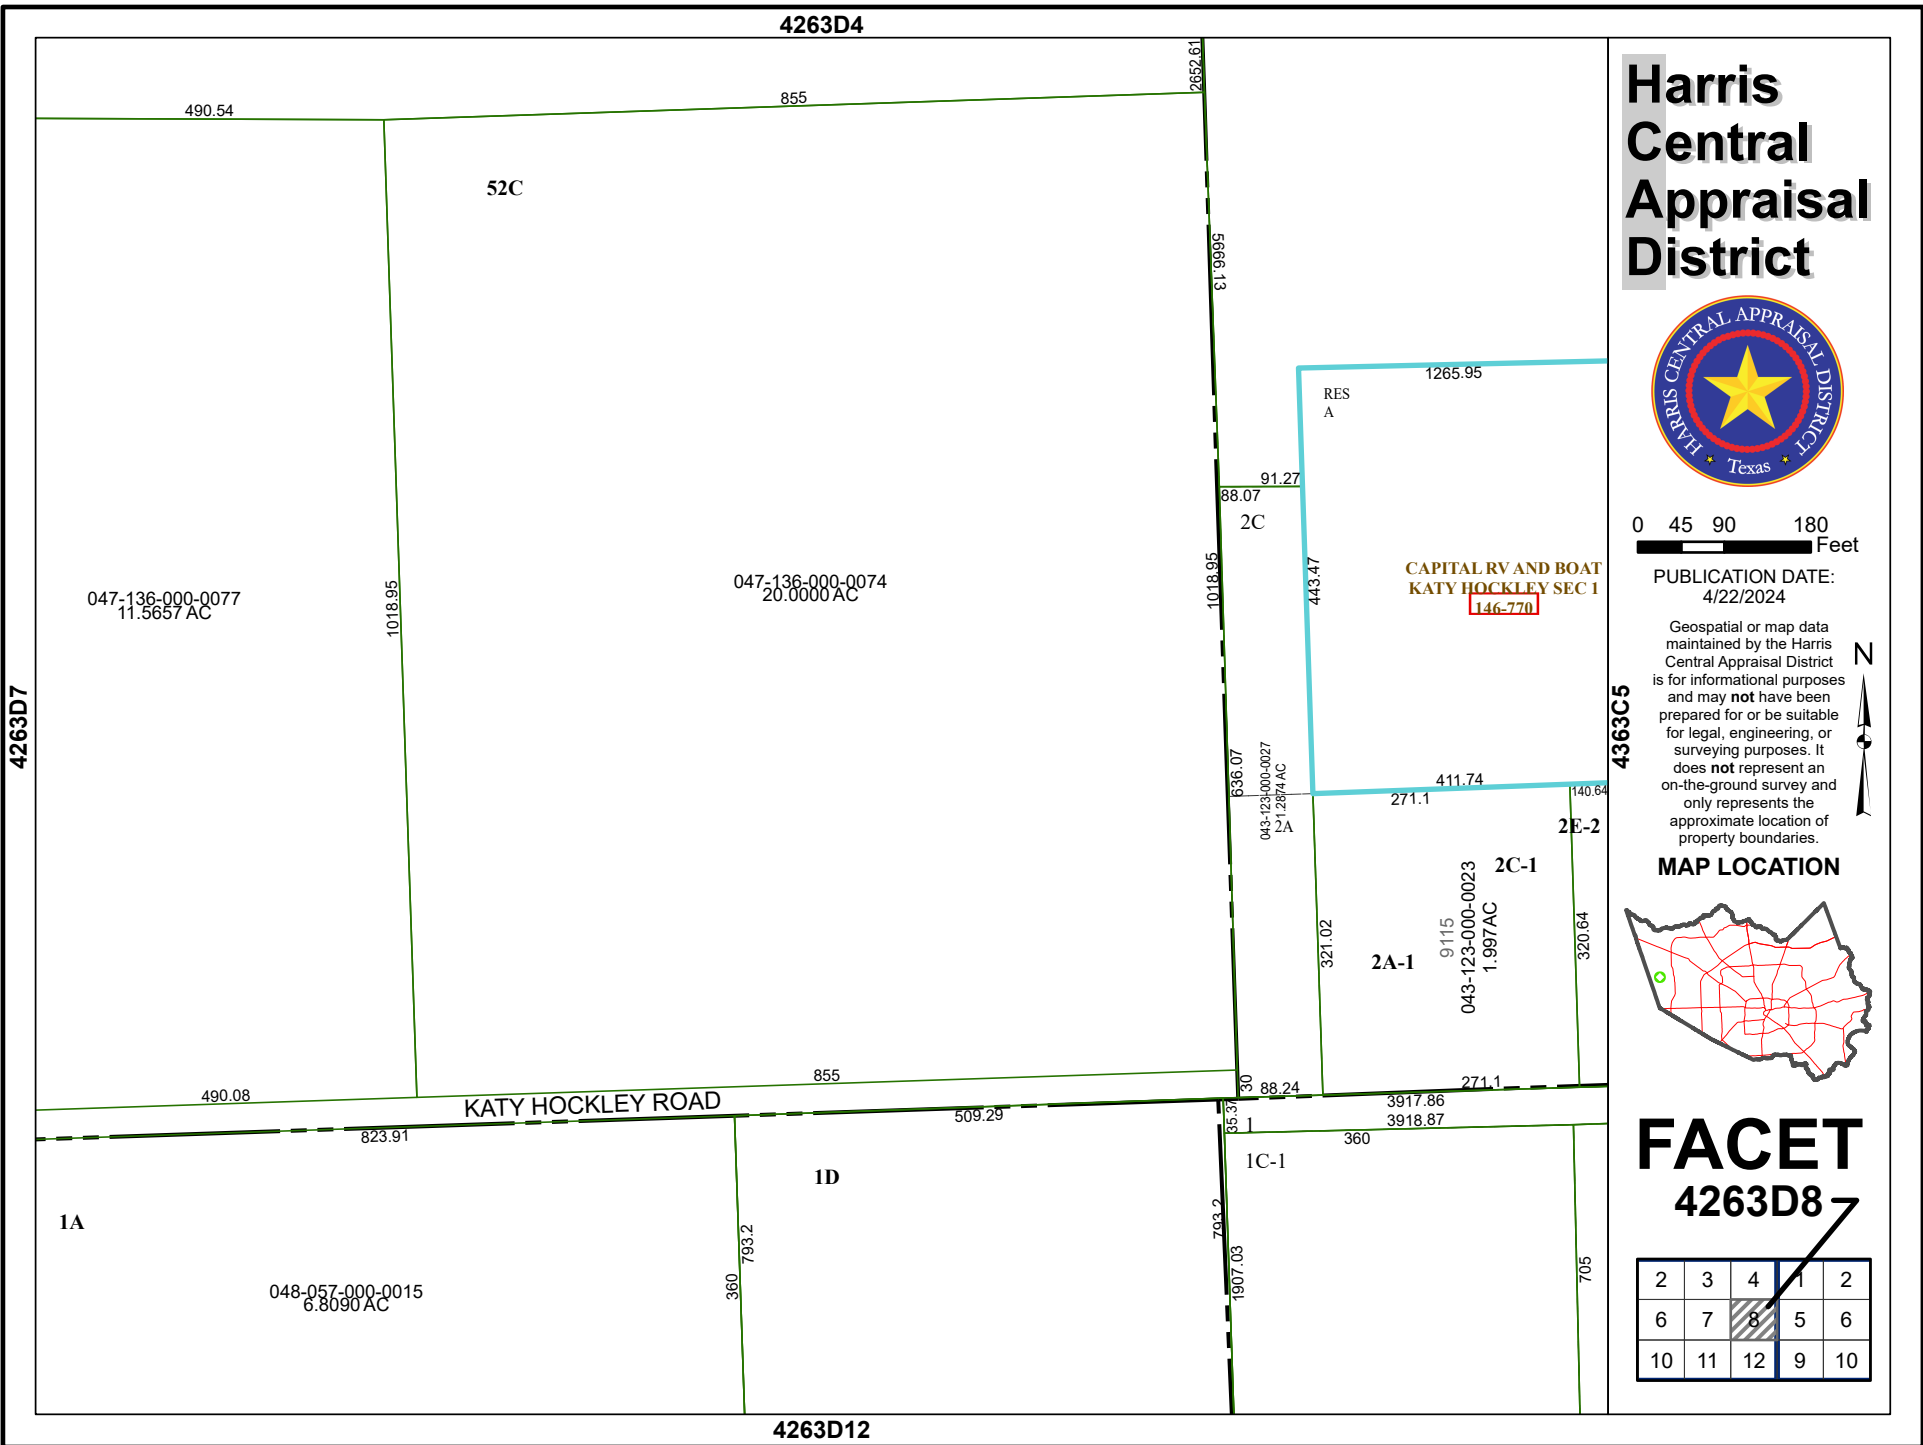 4263D4
2652.61
490.54
855
52C
5666.13
1265.95
RES
A
91.27
88.07
2C
047-136-000-0077
11.5657 AC
1018.95
047-136-000-0074
20.0000 AC
1018.95
443.47
CAPITAL RV AND BOAT
KATY HOCKLEY SEC 1
146-770
4263D7
636.07
043-123-000-0027
1.2874 AC
2A
411.74
271.1
140.64
2E-2
2C-1
321.02
2A-1
9115
043-123-000-0023
1.997AC
320.64
855
490.08
KATY HOCKLEY ROAD
823.91
509.29
30
88.24
271.1
3917.86
35.37
1
3918.87
360
1C-1
1D
1A
793.2
360
793.2
1907.03
705
048-057-000-0015
6.8090 AC
4263D12
4363C5
Harris
Central
Appraisal
District
HARRIS CENTRAL APPRAISAL DISTRICT
Texas
0 45 90 180
Feet
PUBLICATION DATE:
4/22/2024
Geospatial or map data
maintained by the Harris
Central Appraisal District
is for informational purposes
and may not have been
prepared for or be suitable
for legal, engineering, or
surveying purposes. It
does not represent an
on-the-ground survey and
only represents the
approximate location of
property boundaries.
N
MAP LOCATION
FACET
4263D8
2 3 4 1 2
6 7 8 5 6
10 11 12 9 10